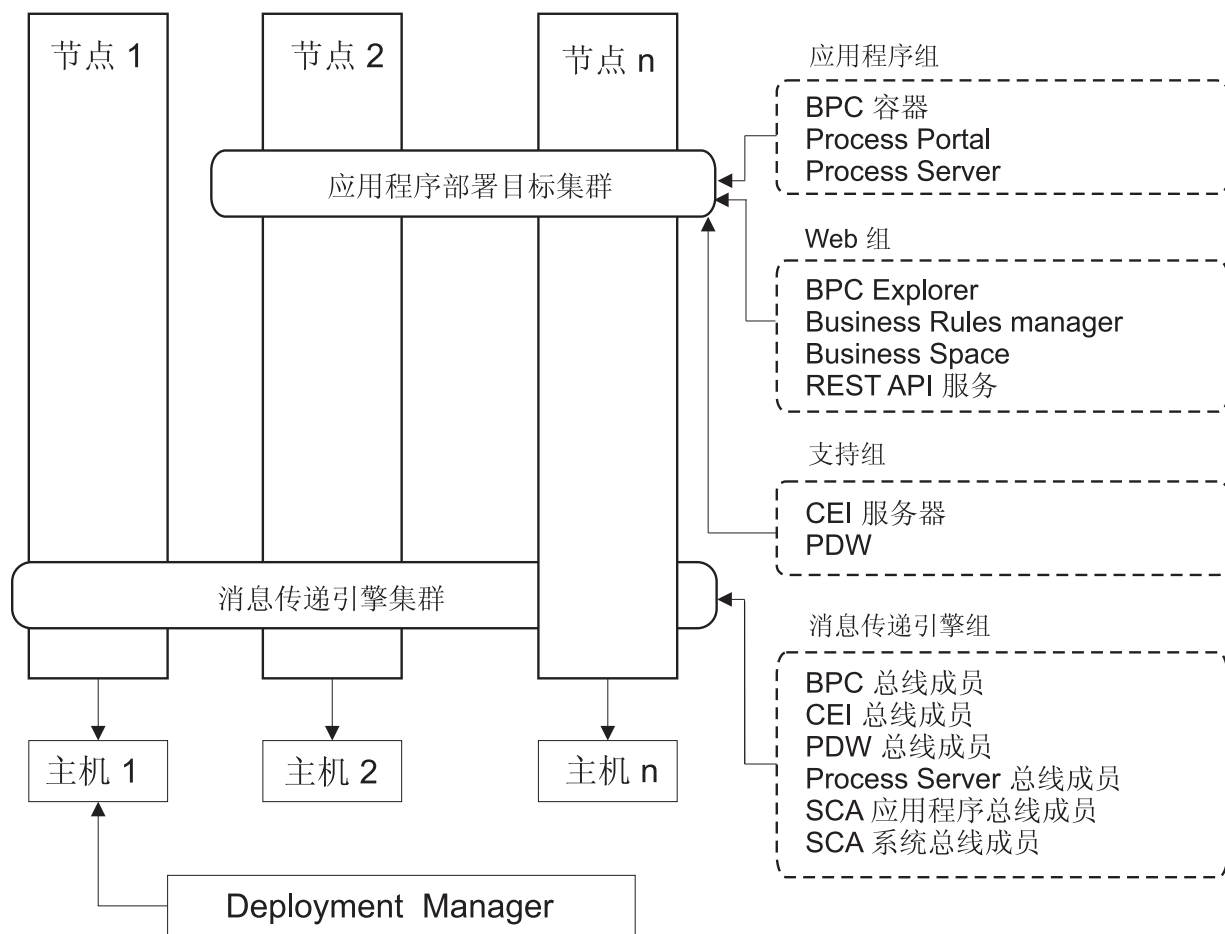 节点 1
节点 2
节点 n
应用程序部署目标集群
消息传递引擎集群
主机 1
主机 2
主机 n
Deployment Manager
应用程序组
BPC 容器
Process Portal
Process Server
Web 组
BPC Explorer
Business Rules manager
Business Space
REST API 服务
支持组
CEI 服务器
PDW
消息传递引擎组
BPC 总线成员
CEI 总线成员
PDW 总线成员
Process Server 总线成员
SCA 应用程序总线成员
SCA 系统总线成员